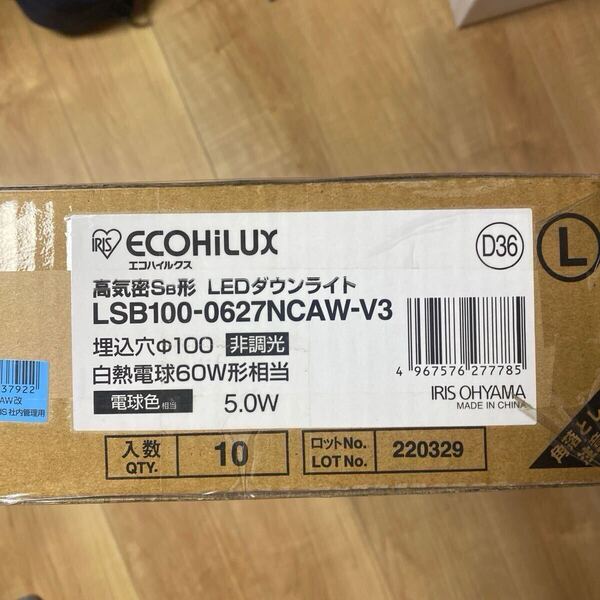 IRIS ECOHiLUX
エコハイルクス
D36
L
高気密SB形 LEDダウンライト
LSB100-0627NCAW-V3
埋込穴Φ100 非調光
白熱電球60W形相当
電球色相当 5.0W
4 967576 277785
IRIS OHYAMA
MADE IN CHINA
37922
AW改
IS 社内管理用
入数 10 ロットNo. 220329
QTY. LOT No.